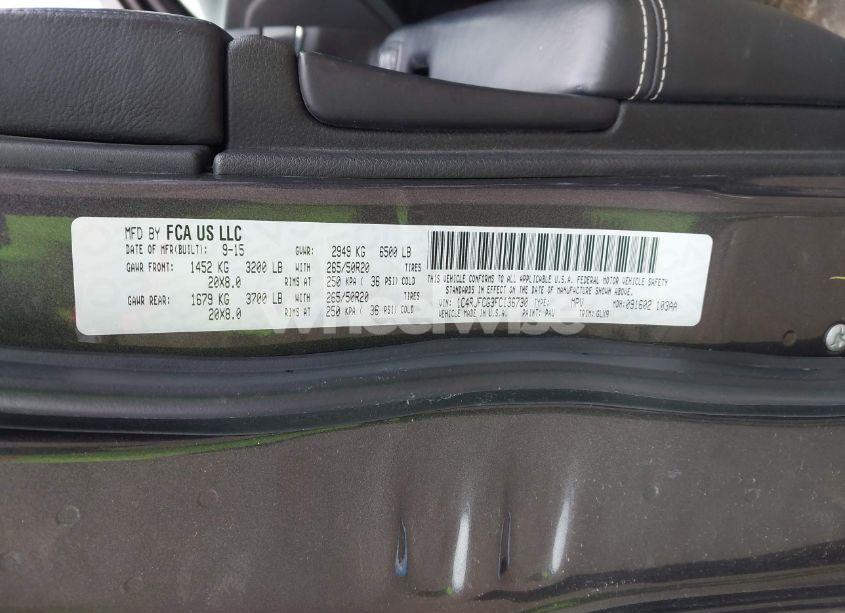 MFD BY FCA US LLC
DATE OF MFR(BUILT): 9-15 GVWR: 2949 KG 6500 LB
GAWR FRONT: 1452 KG 3200 LB WITH 265/50R20 TIRES
20X8.0 RIMS AT 250 KPA ( 36 PSI) COLD
GAWR REAR: 1679 KG 3700 LB WITH 265/50R20 TIRES
20X8.0 RIMS AT 250 KPA ( 36 PSI) COLD
THIS VEHICLE CONFORMS TO ALL APPLICABLE U.S.A. FEDERAL MOTOR VEHICLE SAFETY
STANDARDS IN EFFECT ON THE DATE OF MANUFACTURE SHOWN ABOVE.
VIN: TYPE: MPV MDH: 091602 103AA
VEHICLE MADE IN U.S.A. PAINT: PAU TRIM: GLX9
Wheelwise